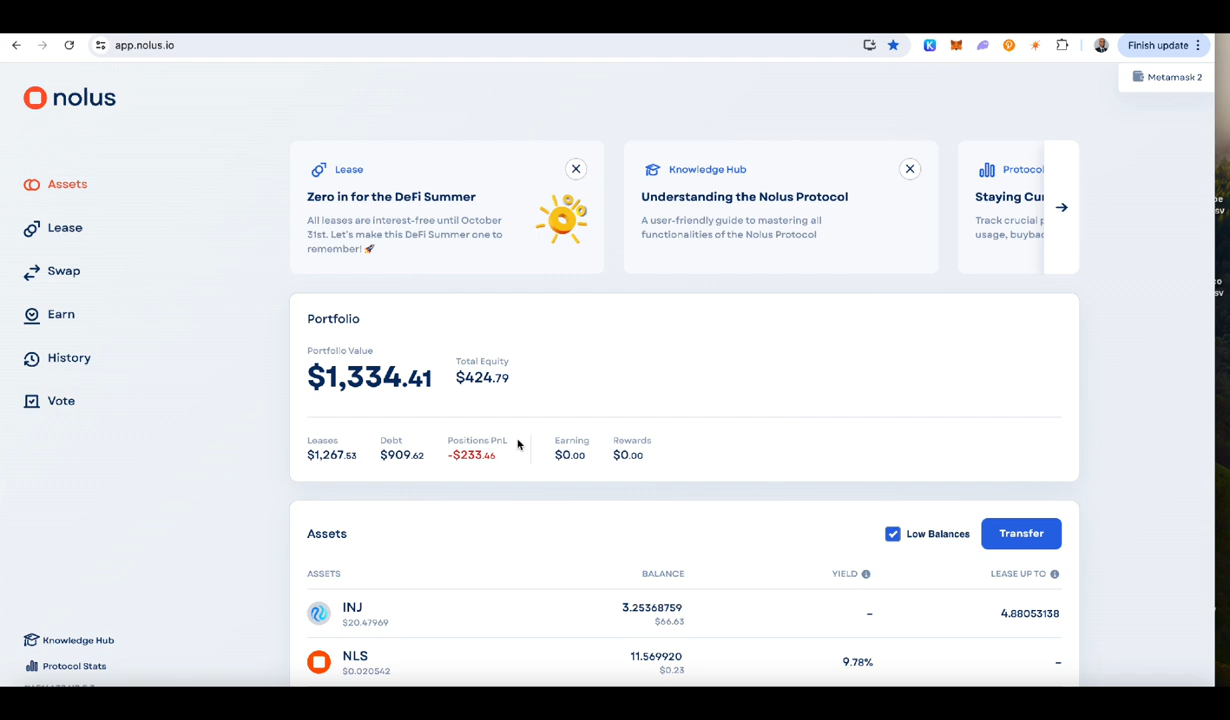 app.nolus.io
Finish update
Metamask 2
nolus
Assets
Lease
Swap
Earn
History
Vote
Knowledge Hub
Protocol Stats
Lease
Zero in for the DeFi Summer
All leases are interest-free until October
31st. Let's make this DeFi Summer one to
remember! 🚀
Knowledge Hub
Understanding the Nolus Protocol
A user-friendly guide to mastering all
functionalities of the Nolus Protocol
Protocol
Staying Cu
Track crucial p
usage, buyba
Portfolio
Portfolio Value
$1,334.41
Total Equity
$424.79
Leases
$1,267.53
Debt
$909.62
Positions PnL
-$233.46
Earning
$0.00
Rewards
$0.00
Assets
Low Balances
Transfer
ASSETS BALANCE YIELD LEASE UP TO
INJ 3.25368759 – 4.88053138
$20.47969 $66.63
NLS 11.569920 9.78% –
$0.020542 $0.23